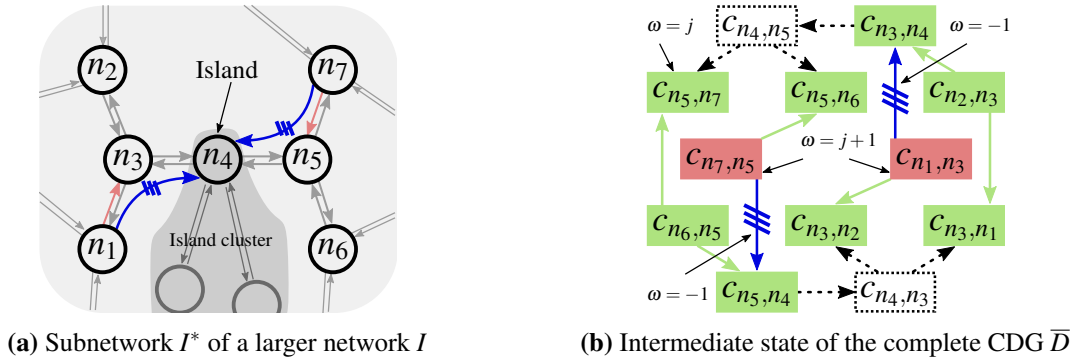 n2
n7
Island
n3
n4
n5
n1
Island cluster
n6
(a) Subnetwork I* of a larger network I
c_{n4,n5}
c_{n3,n4}
ω=j
ω=−1
c_{n5,n7}
c_{n5,n6}
c_{n2,n3}
ω=j+1
c_{n7,n5}
c_{n1,n3}
c_{n6,n5}
c_{n3,n2}
c_{n3,n1}
ω=−1
c_{n5,n4}
c_{n4,n3}
(b) Intermediate state of the complete CDG D̅